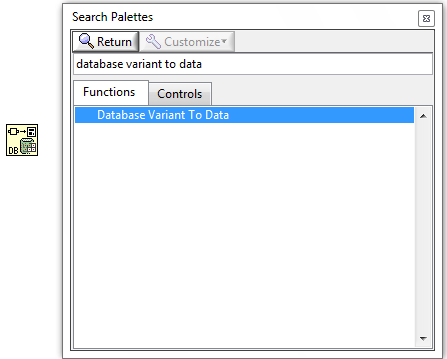 Search Palettes
Return Customize
database variant to data
Functions Controls
Database Variant To Data
DB